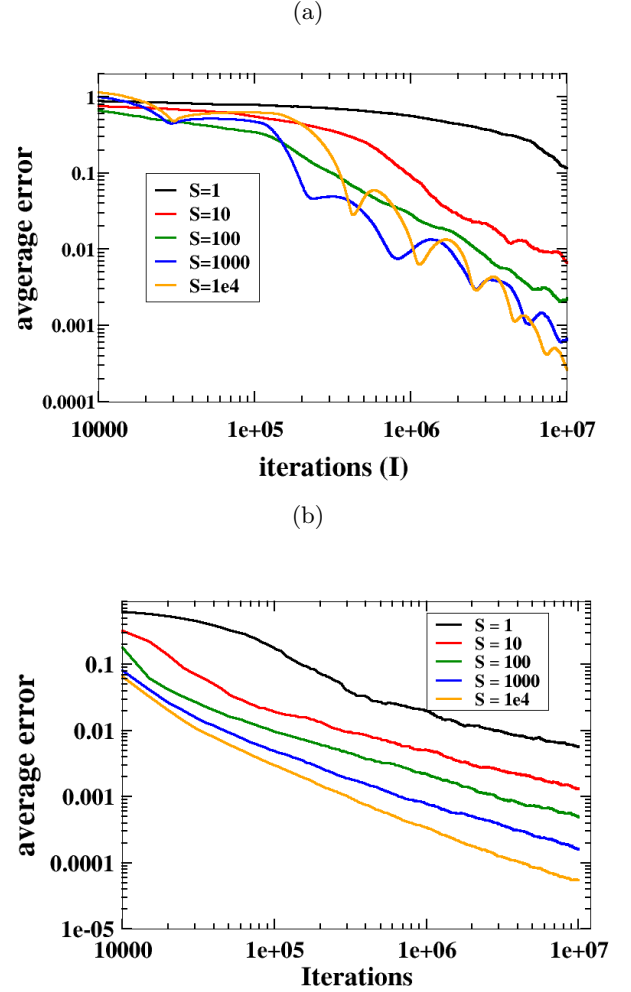 (a)
1
0.1
0.01
0.001
0.0001
avgerage error
S=1
S=10
S=100
S=1000
S=1e4
10000 1e+05 1e+06 1e+07
iterations (I)
(b)
0.1
0.01
0.001
0.0001
1e-05
average error
S = 1
S = 10
S = 100
S = 1000
S = 1e4
10000 1e+05 1e+06 1e+07
Iterations